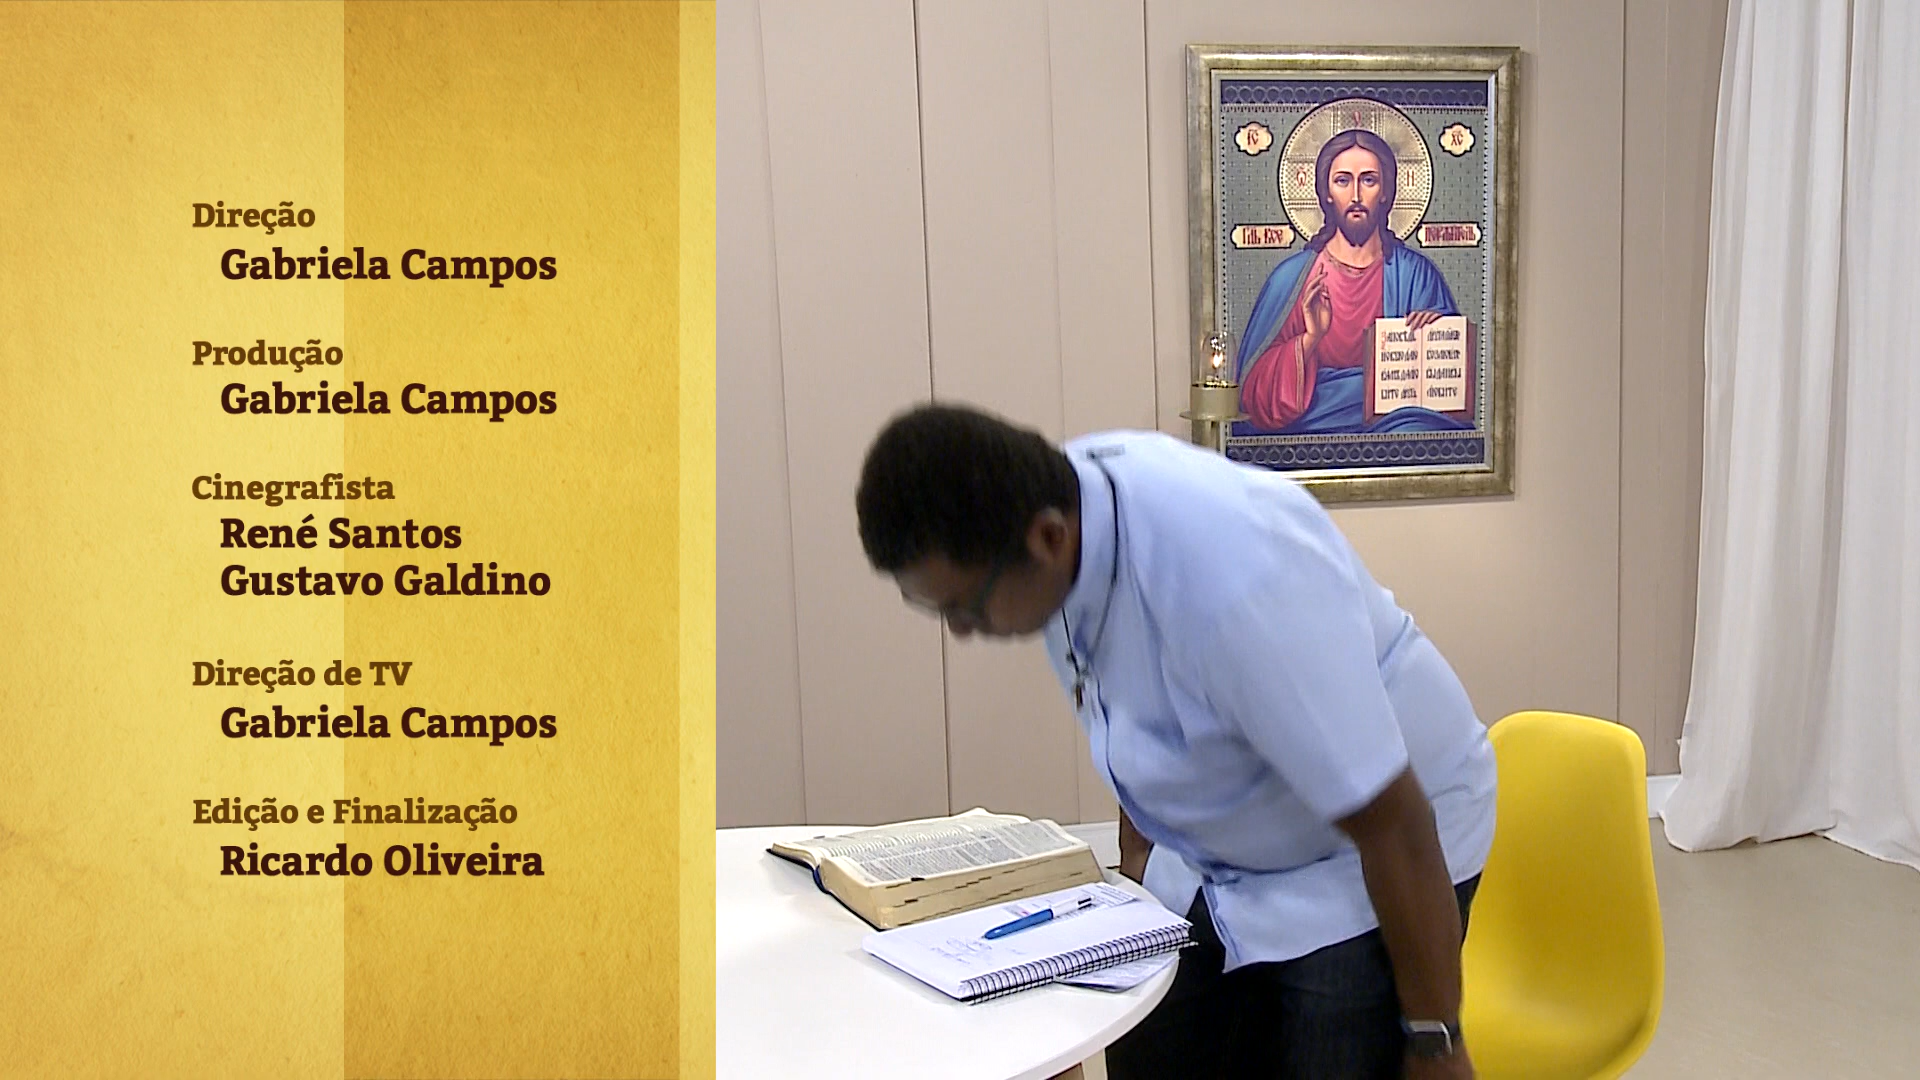 Direção
Gabriela Campos
Produção
Gabriela Campos
Cinegrafista
René Santos
Gustavo Galdino
Direção de TV
Gabriela Campos
Edição e Finalização
Ricardo Oliveira